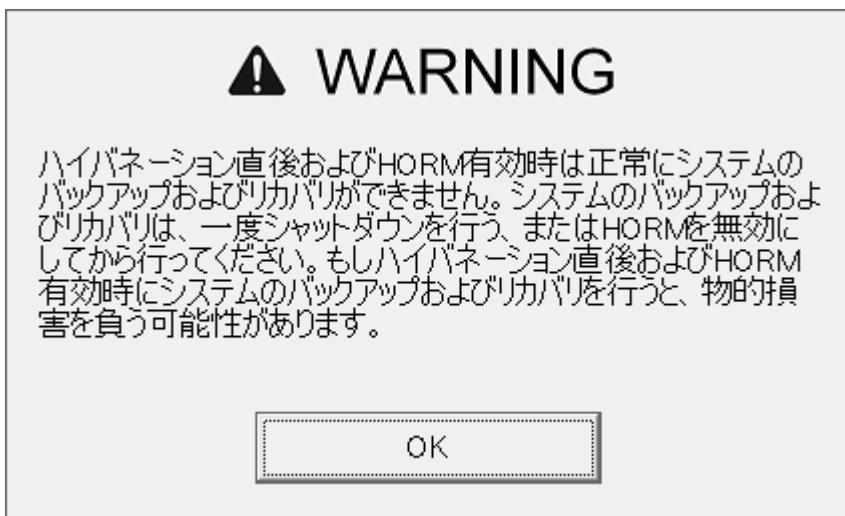 WARNING
ハイバネーション直後およびHORM有効時は正常にシステムの
バックアップおよびリカバリができません。システムのバックアップおよ
びリカバリは、一度シャットダウンを行う、またはHORMを無効に
してから行ってください。もしハイバネーション直後およびHORM
有効時にシステムのバックアップおよびリカバリを行うと、物的損
害を負う可能性があります。
OK